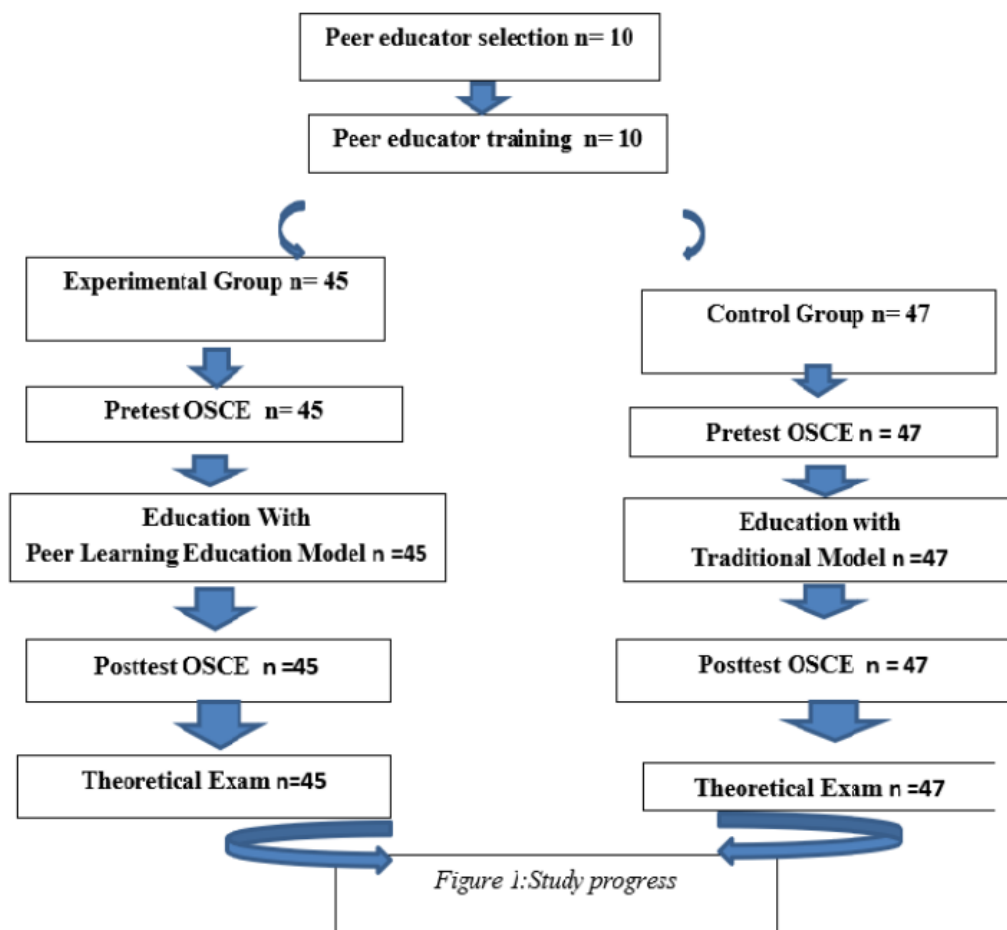 Peer educator selection n= 10
Peer educator training n= 10
Experimental Group n= 45
Control Group n= 47
Pretest OSCE n= 45
Pretest OSCE n = 47
Education With
Peer Learning Education Model n =45
Education with
Traditional Model n =47
Posttest OSCE n =45
Posttest OSCE n = 47
Theoretical Exam n=45
Theoretical Exam n =47
Figure 1:Study progress